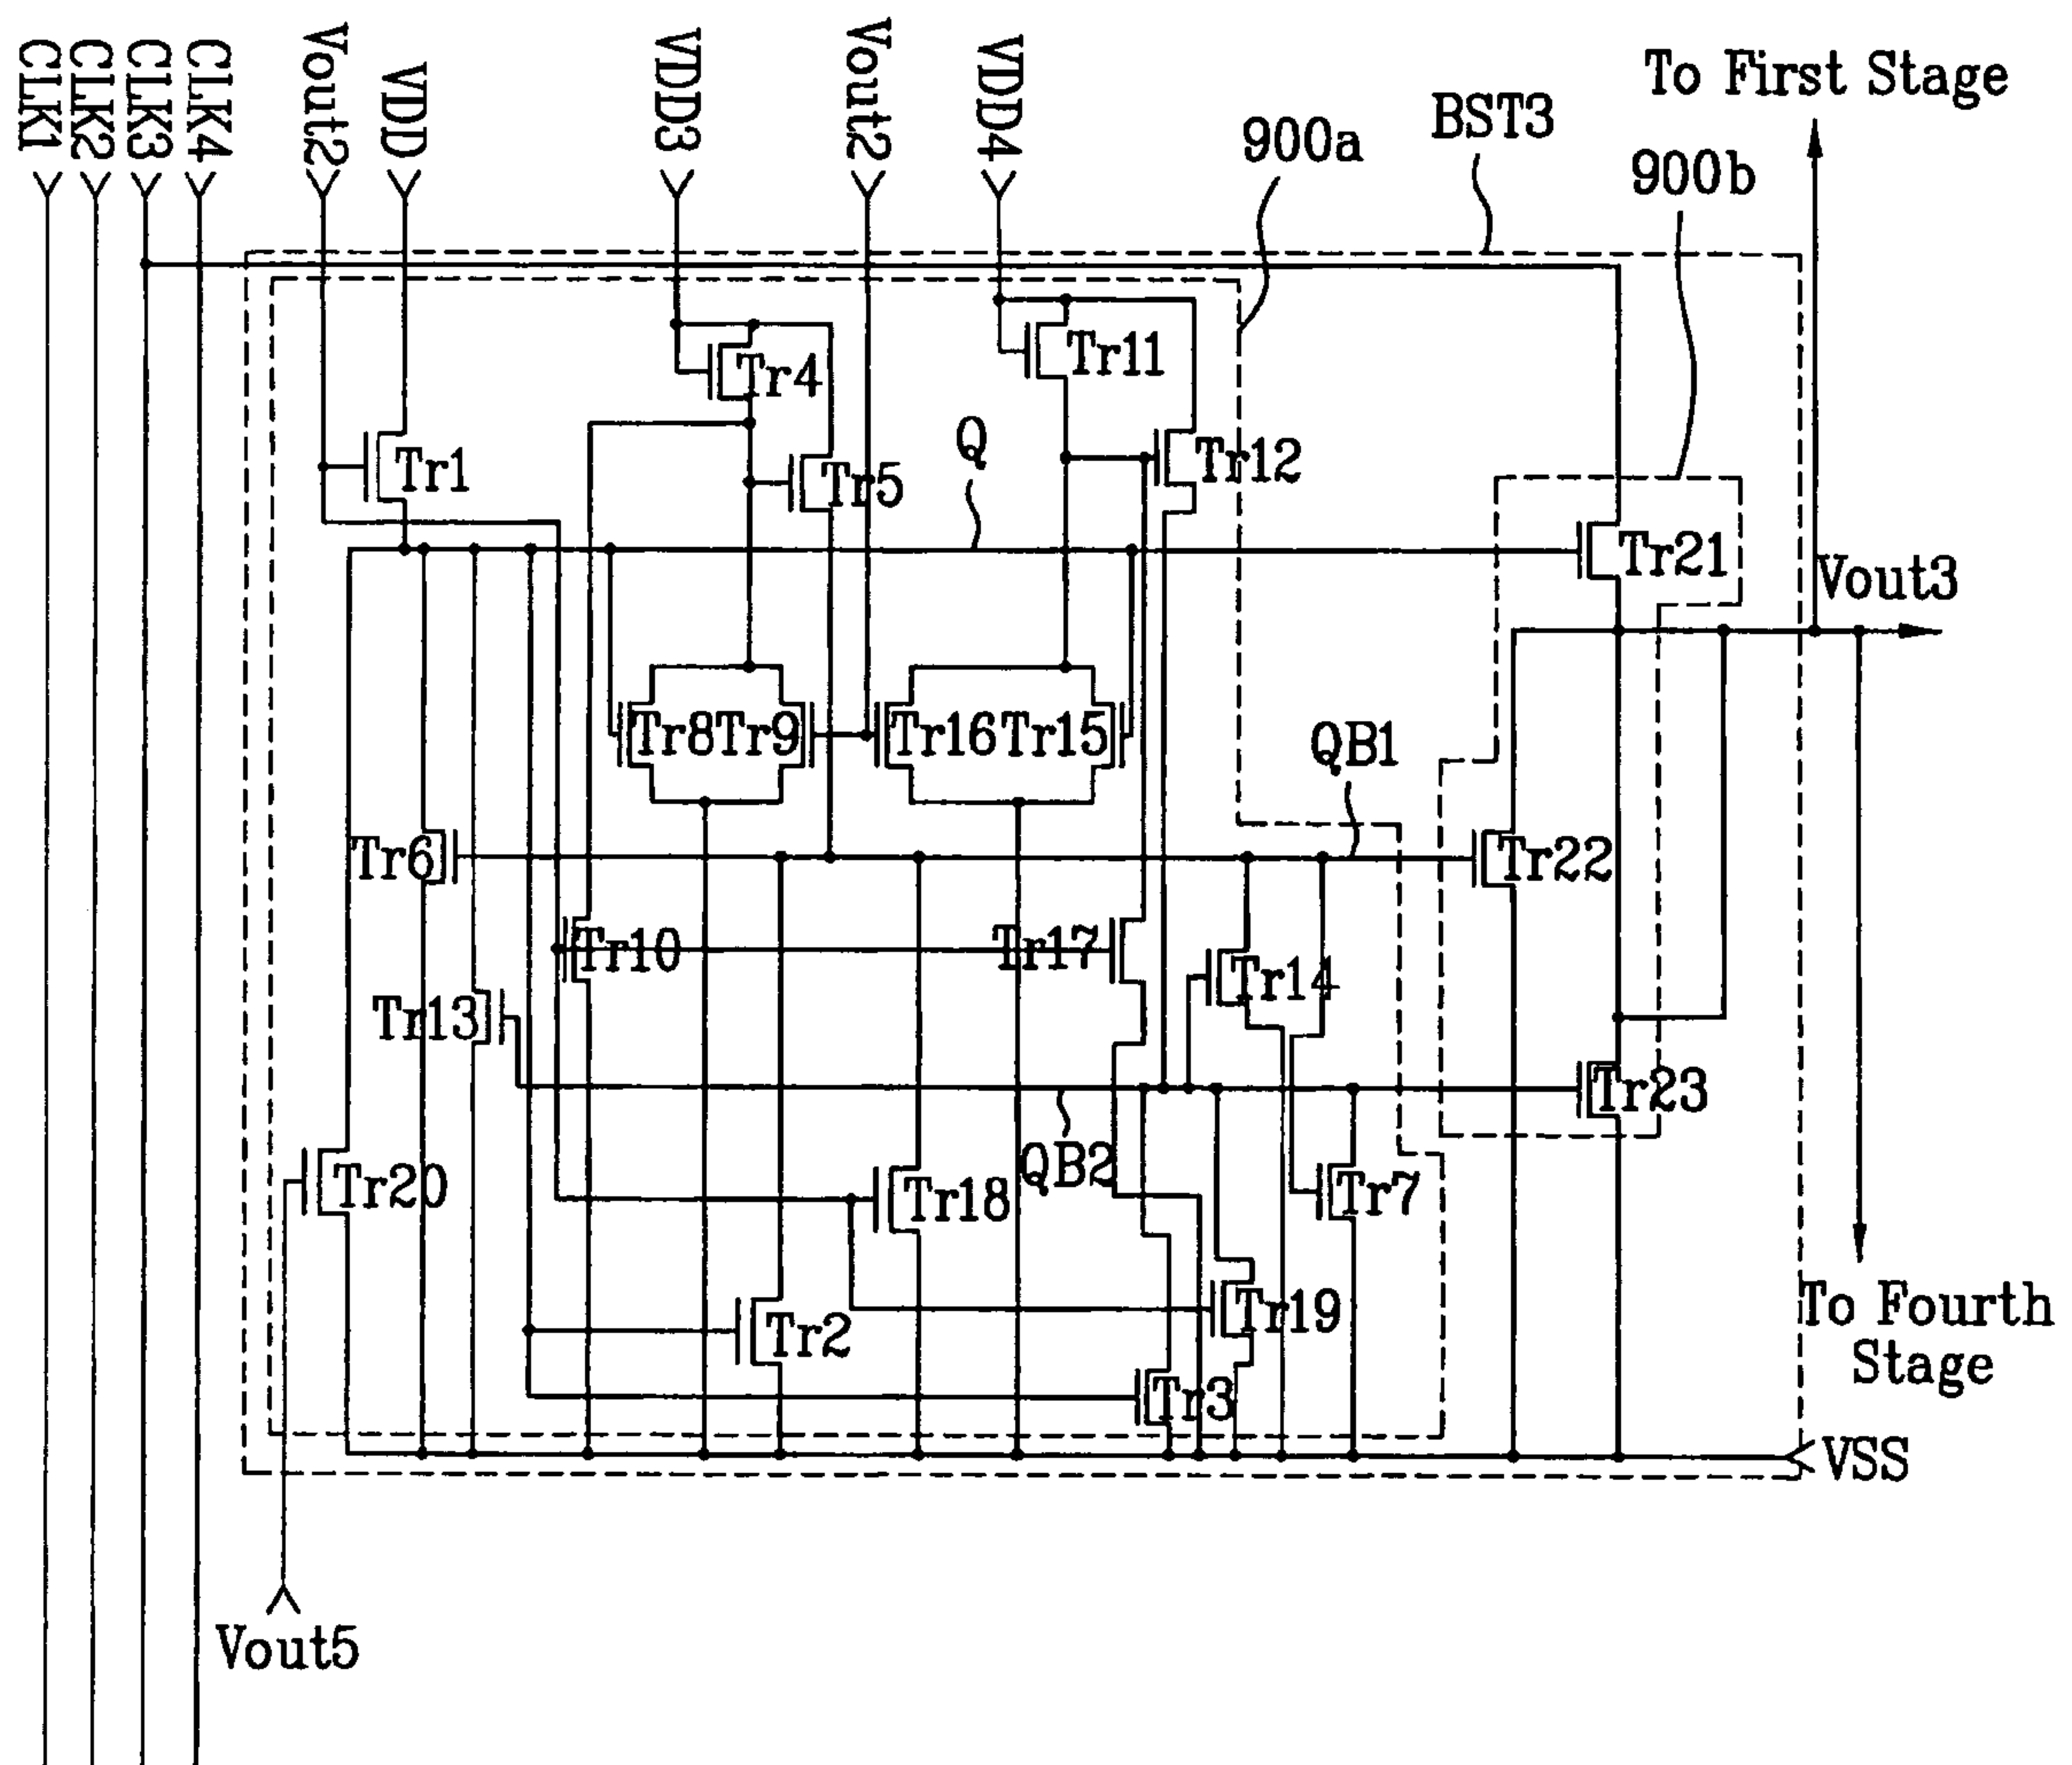 CLK1
CLK2
CLK3
CLK4
Vout2
VDD
VDD3
Vout2
VDD4
To First Stage
BST3
900a
900b
Tr11
Tr4
Q
Tr12
Tr1
Tr5
Tr21
Vout3
Tr8
Tr9
Tr16
Tr15
QB1
Tr6
Tr22
Tr10
Tr17
Tr14
Tr13
Tr23
QB2
Tr20
Tr18
Tr7
Tr19
Tr2
To Fourth
Stage
Tr3
VSS
Vout5